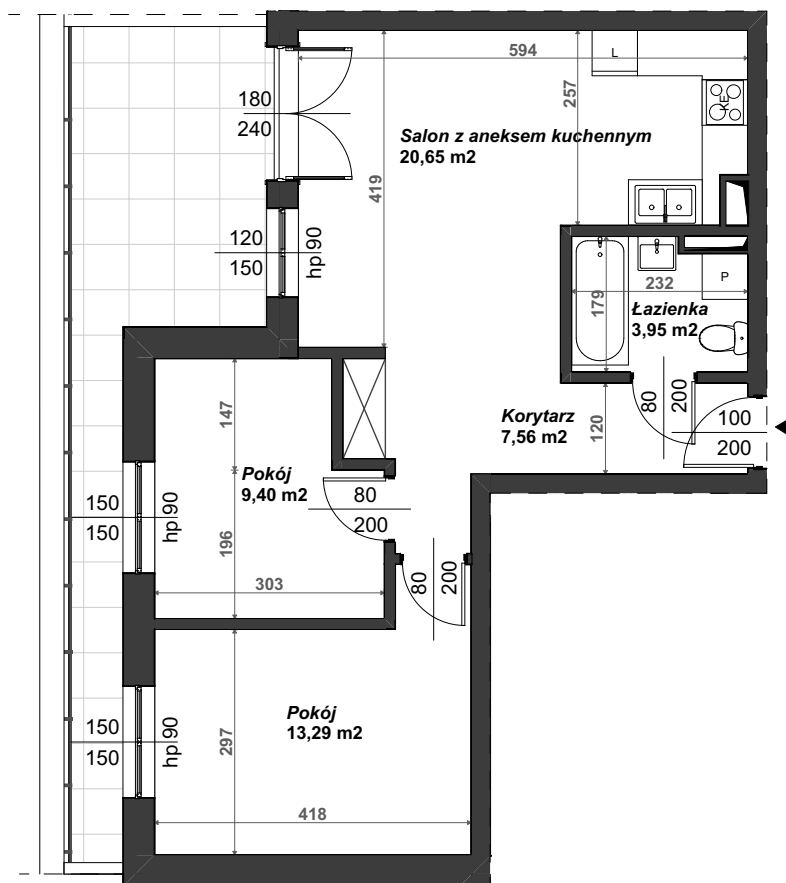 594
L
257
KE
180
240
Salon z aneksem kuchennym
20,65 m2
419
120
150
hp|90
232
P
179
Łazienka
3,95 m2
147
80
200
100
200
Korytarz
7,56 m2
120
Pokój
9,40 m2
80
200
150
150
hp|90
196
303
80
200
Pokój
13,29 m2
150
150
hp|90
297
418